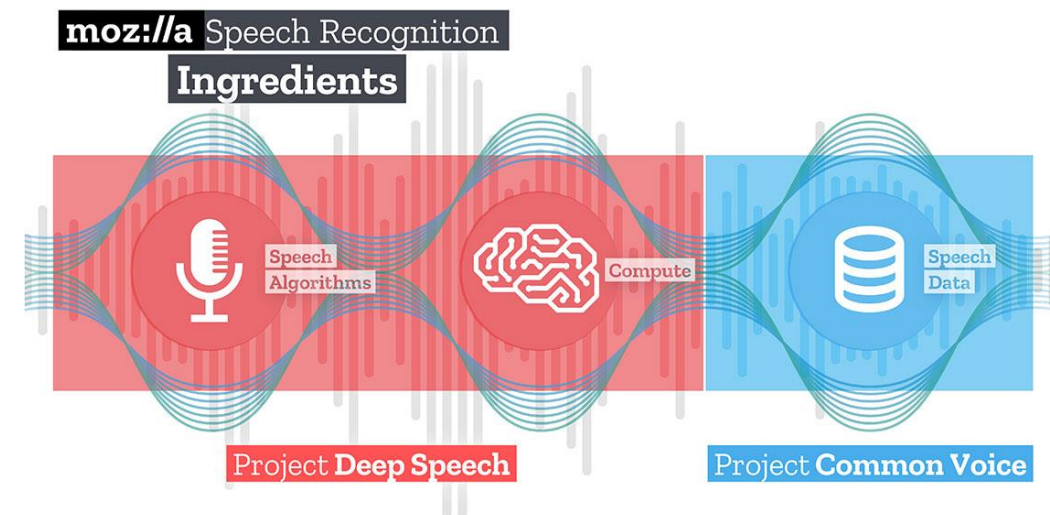 moz://a Speech Recognition
Ingredients
Speech
Algorithms
Compute
Speech
Data
Project Deep Speech
Project Common Voice